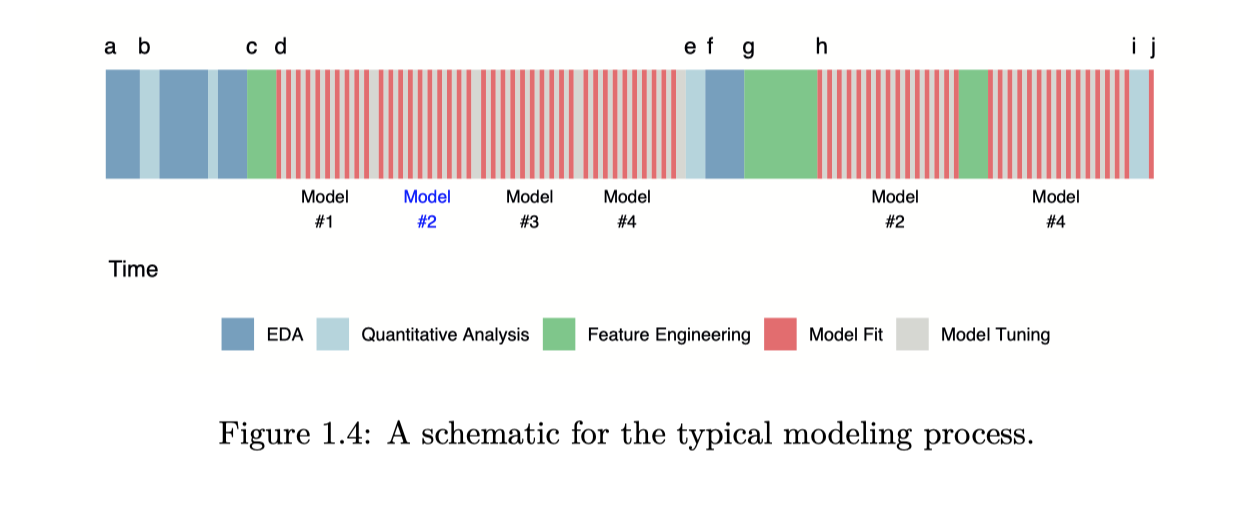 a b c d e f g h i j
Model Model Model Model Model Model
#1 #2 #3 #4 #2 #4
Time
EDA Quantitative Analysis Feature Engineering Model Fit Model Tuning
Figure 1.4: A schematic for the typical modeling process.